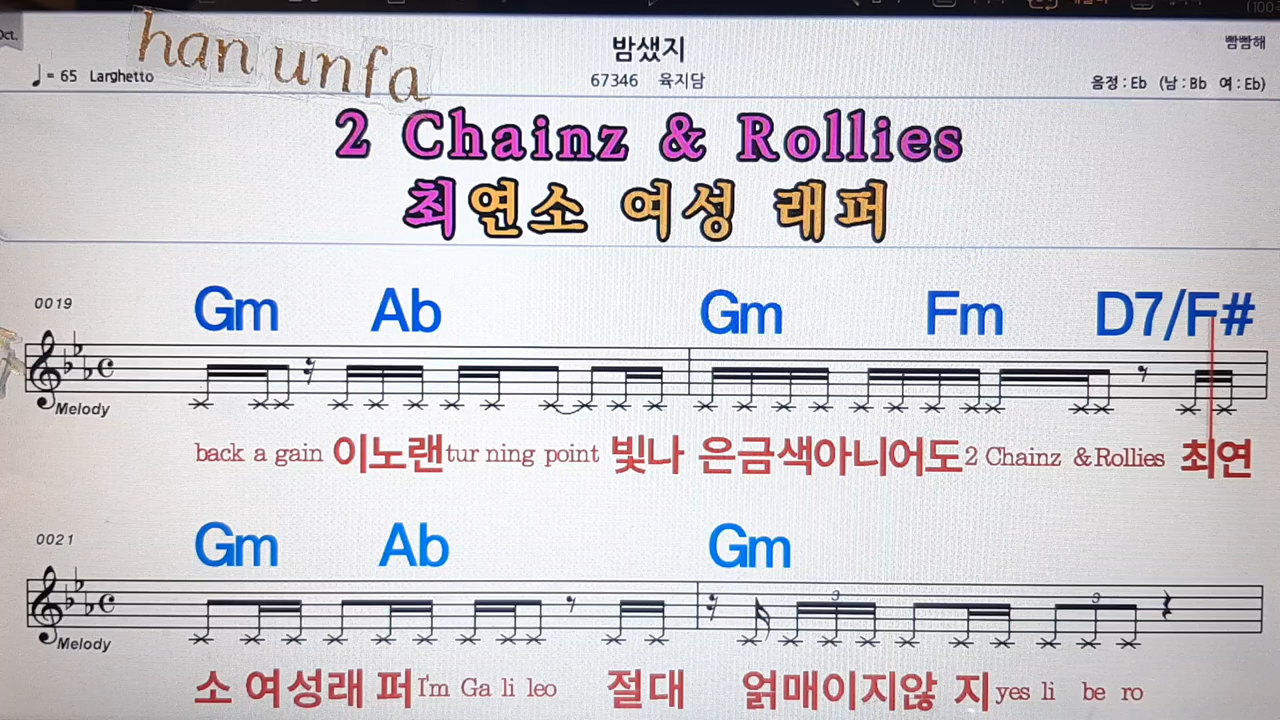 Oct.
han unfa
밤샜지
빵빵해
♩= 65 Larghetto
67346 육지담
음정 : Eb (남 : Bb 여 : Eb)
2 Chainz & Rollies
최연소 여성 래퍼
0019
Gm Ab Gm Fm D7/F#
Melody
back a gain 이노랜 tur ning point 빛나 은금색아니어도 2 Chainz & Rollies 최연
0021
Gm Ab Gm
3 3
Melody
소 여성래 퍼 I'm Ga li leo 절대 얽매이지않 지 yes li be ro